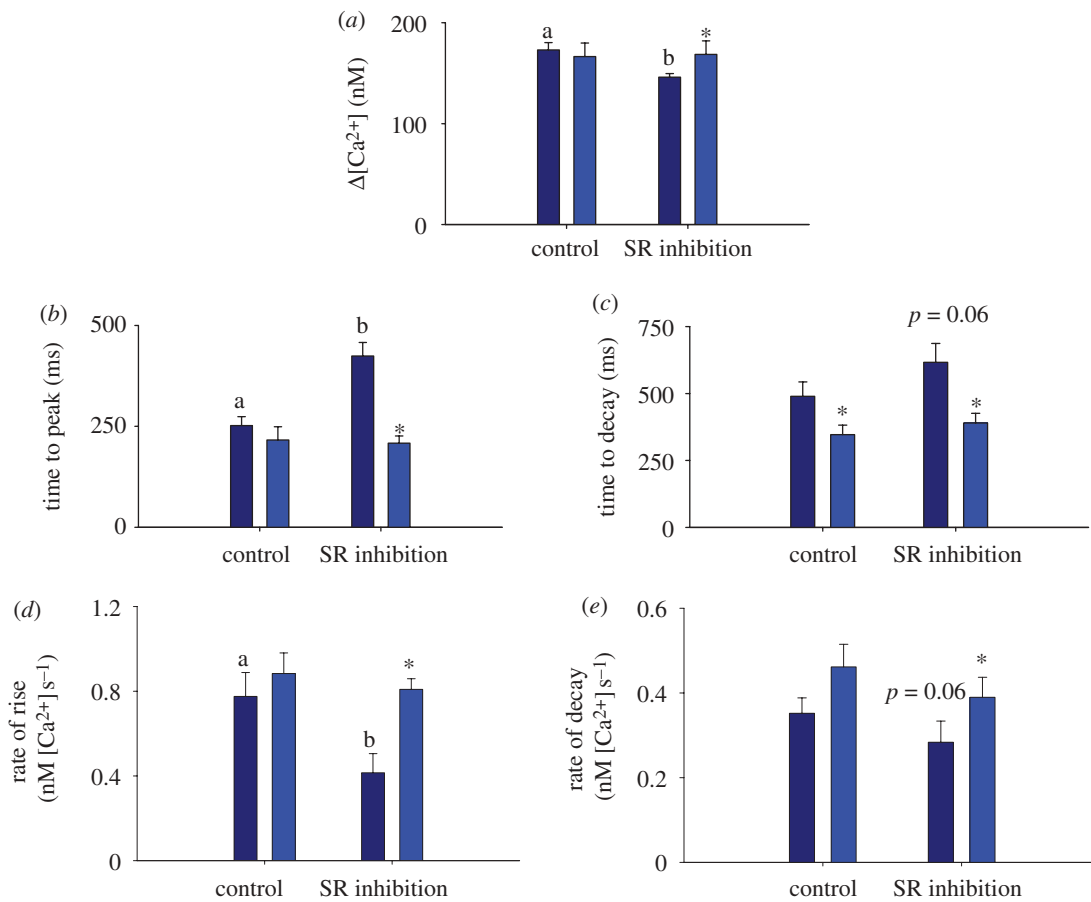 (a)
200
100
0
Δ[Ca²⁺] (nM)
a
b
*
control
SR inhibition
(b)
500
250
0
time to peak (ms)
a
b
*
control
SR inhibition
(c)
750
500
250
0
time to decay (ms)
*
p = 0.06
*
control
SR inhibition
(d)
1.2
0.8
0.4
0
rate of rise
(nM [Ca²⁺] s⁻¹)
a
b
*
control
SR inhibition
(e)
0.6
0.4
0.2
0
rate of decay
(nM [Ca²⁺] s⁻¹)
p = 0.06
*
control
SR inhibition